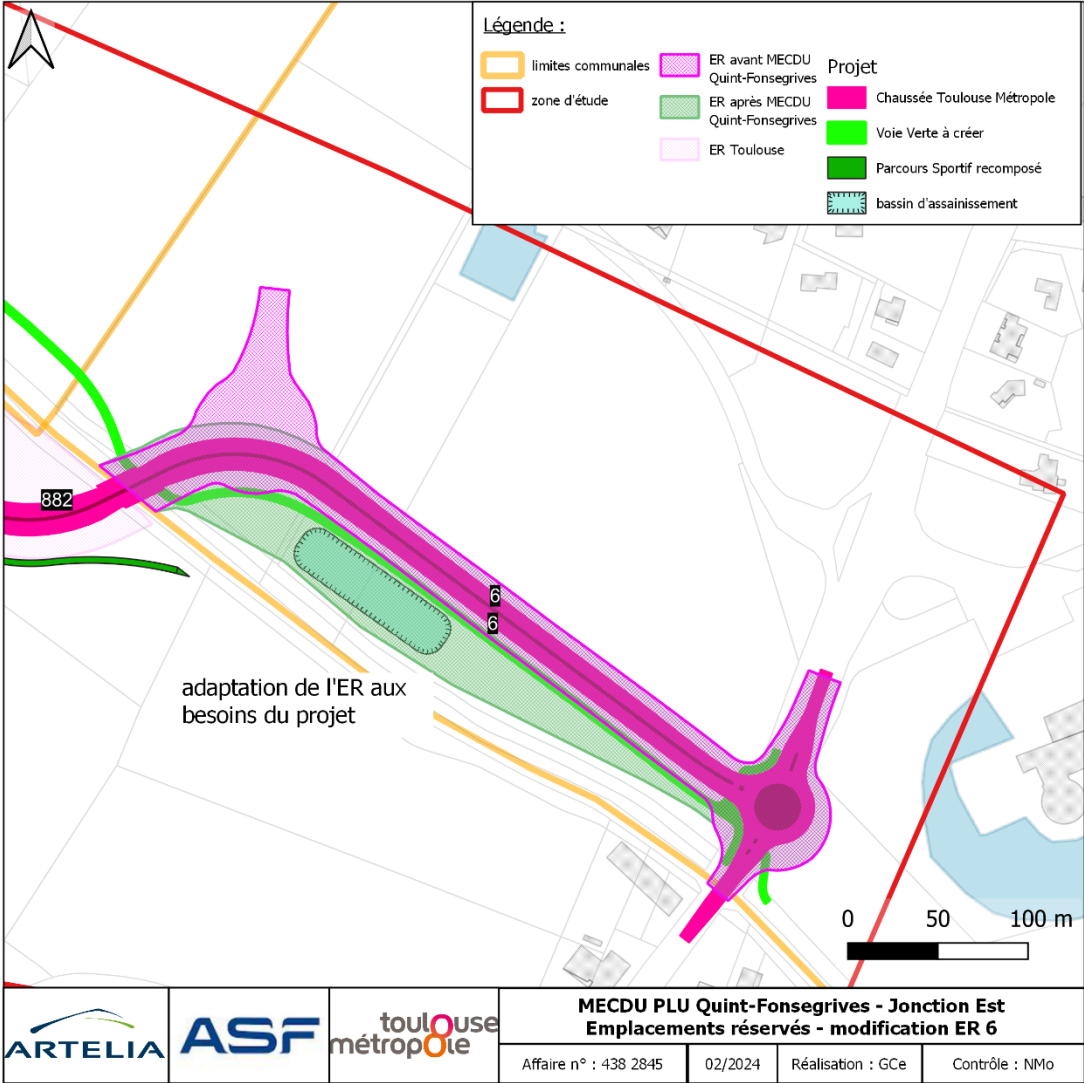 Légende :
limites communales
zone d'étude
ER avant MECDU
Quint-Fonsegrives
ER après MECDU
Quint-Fonsegrives
ER Toulouse
Projet
Chaussée Toulouse Métropole
Voie Verte à créer
Parcours Sportif recomposé
bassin d'assainissement
882
6
6
adaptation de l'ER aux
besoins du projet
0 50 100 m
ARTELIA
ASF
toulouse
métropole
MECDU PLU Quint-Fonsegrives - Jonction Est
Emplacements réservés - modification ER 6
Affaire n° : 438 2845
02/2024
Réalisation : GCe
Contrôle : NMo